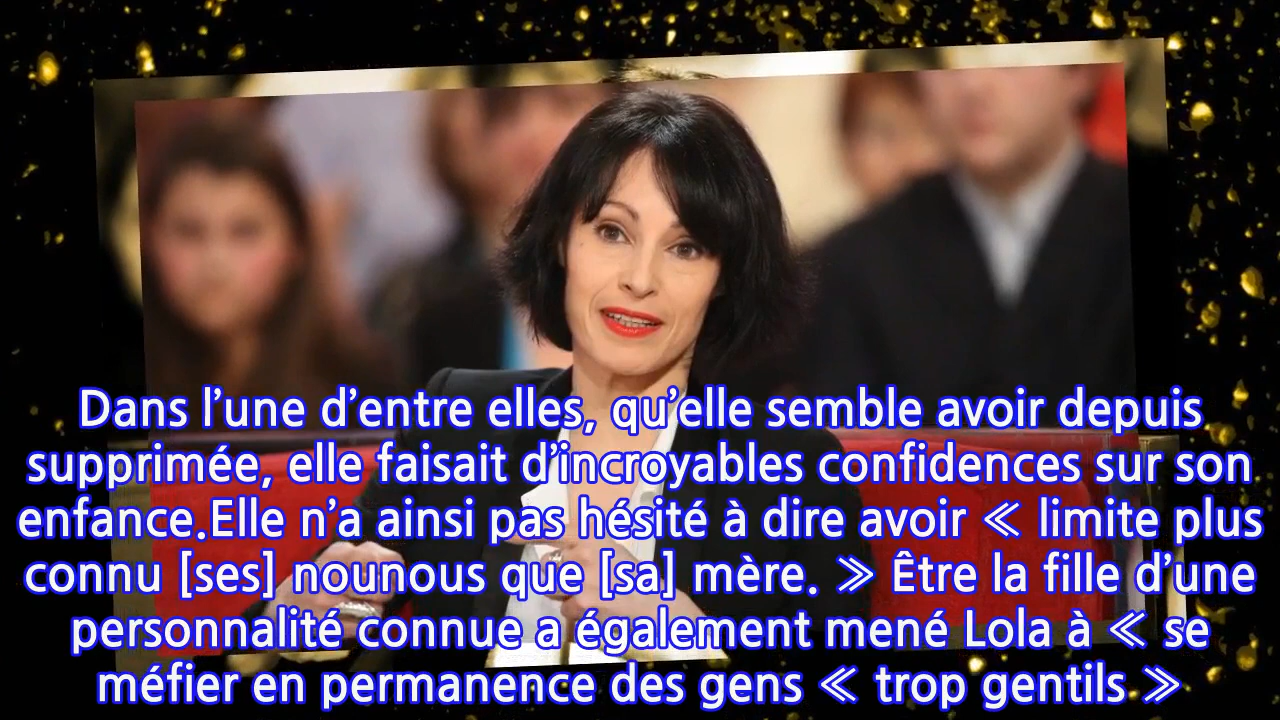 Dans l’une d’entre elles, qu’elle semble avoir depuis
supprimée, elle faisait d’incroyables confidences sur son
enfance.Elle n’a ainsi pas hésité à dire avoir ≪ limite plus
connu [ses] nounous que [sa] mère. ≫ Être la fille d’une
personnalité connue a également mené Lola à ≪ se
méfier en permanence des gens ≪ trop gentils ≫